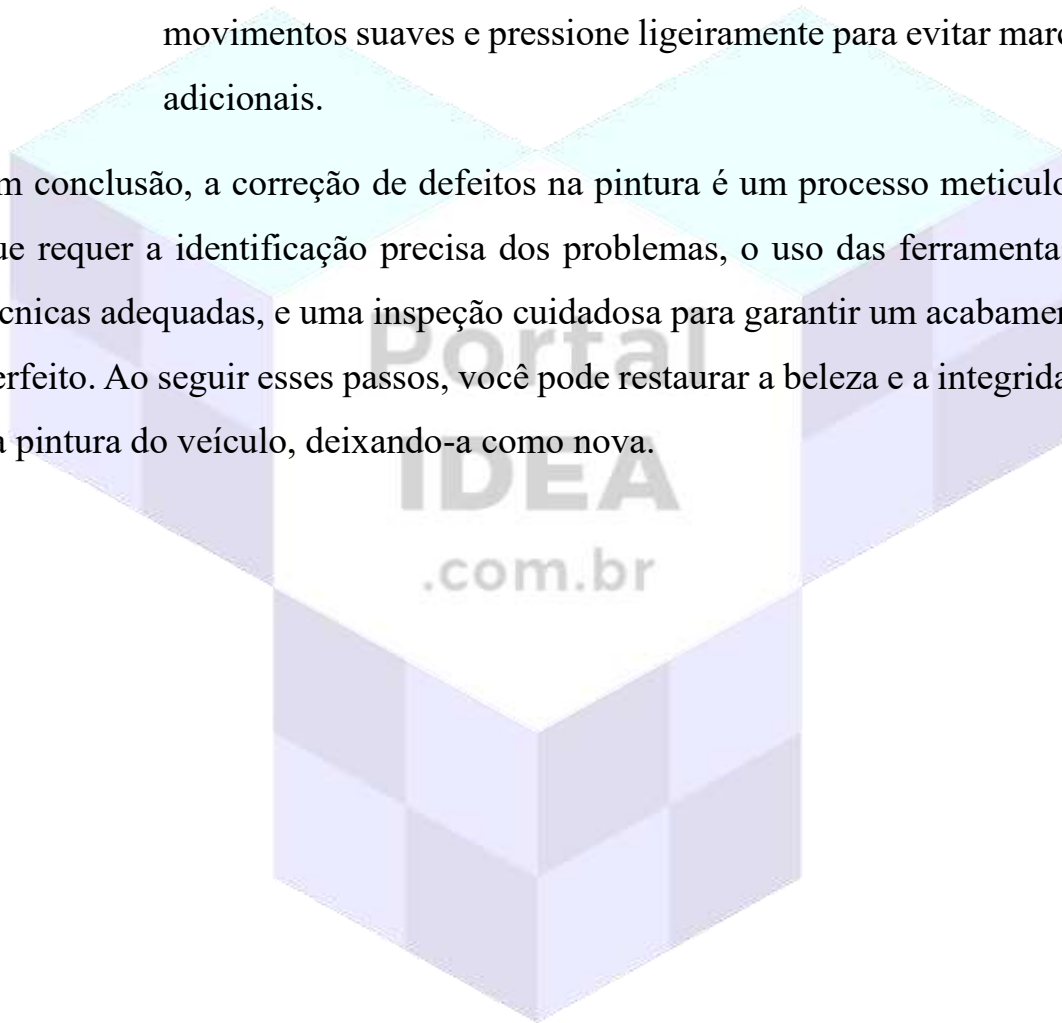 movimentos suaves e pressione ligeiramente para evitar marc
adicionais.
m conclusão, a correção de defeitos na pintura é um processo meticulo
ue requer a identificação precisa dos problemas, o uso das ferramenta
cnicas adequadas, e uma inspeção cuidadosa para garantir um acabamen
erfeito. Ao seguir esses passos, você pode restaurar a beleza e a integrida
a pintura do veículo, deixando-a como nova.
Portal
IDEA
.com.br